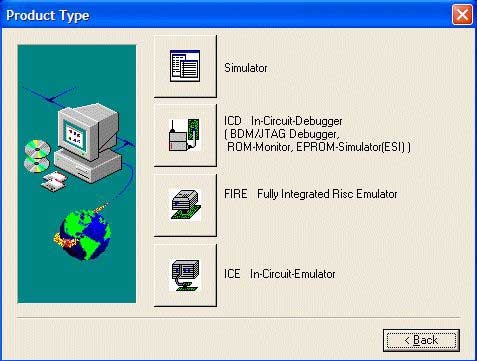 Product Type
Simulator
ICD In-Circuit-Debugger
( BDM/JTAG Debugger,
ROM-Monitor, EPROM-Simulator(ESI) )
FIRE Fully Integrated Risc Emulator
ICE In-Circuit-Emulator
< Back